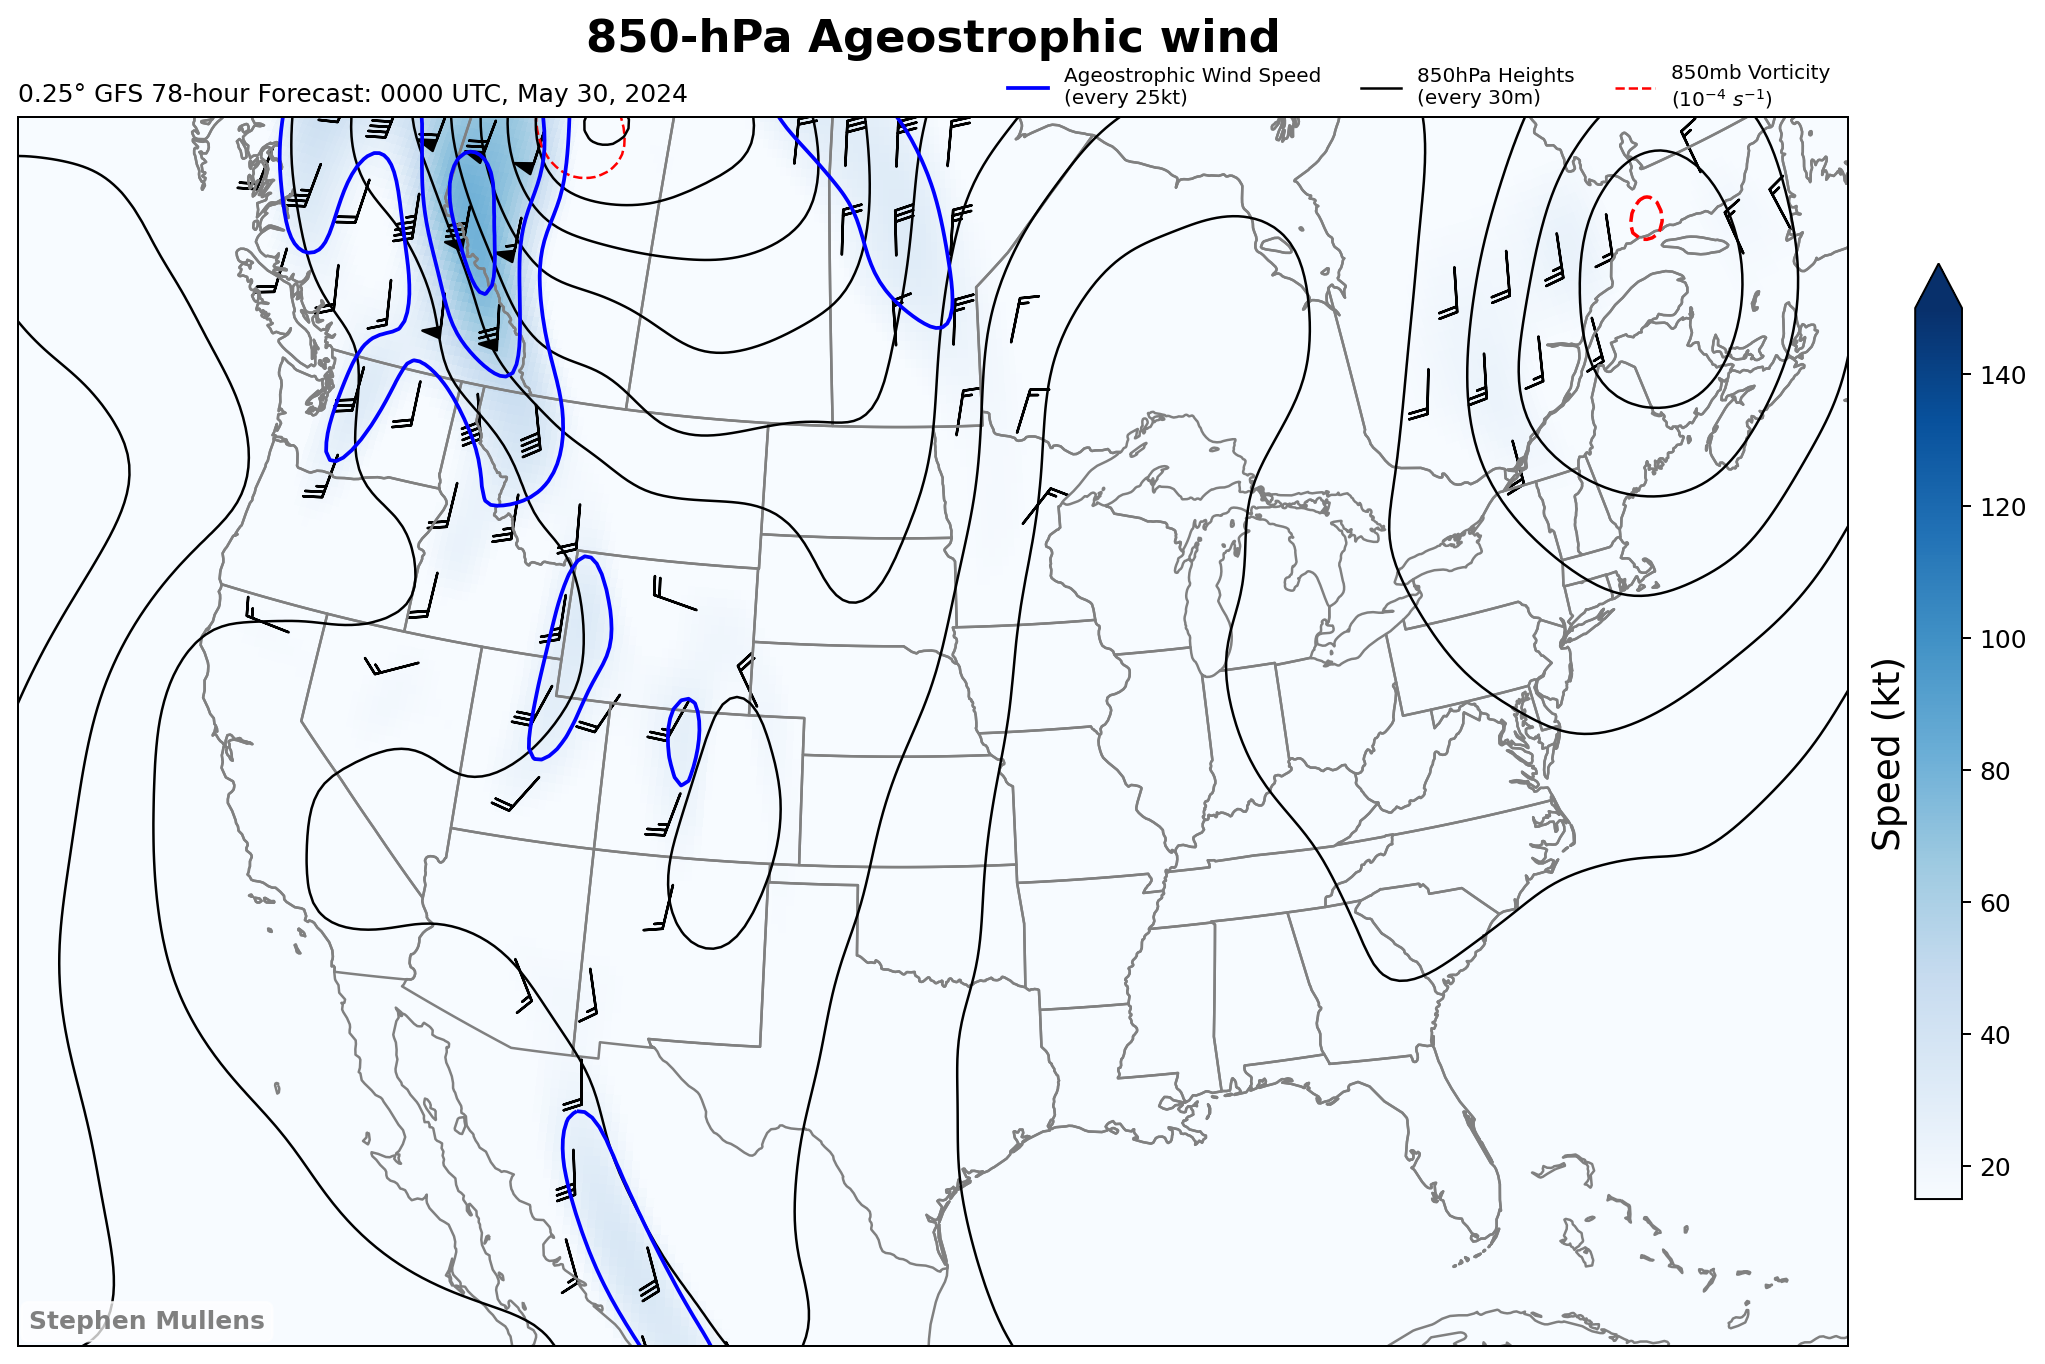 850-hPa Ageostrophic wind
0.25° GFS 78-hour Forecast: 0000 UTC, May 30, 2024
Ageostrophic Wind Speed
(every 25kt)
850hPa Heights
(every 30m)
850mb Vorticity
(10⁻⁴ s⁻¹)
140
120
100
80
60
40
20
Speed (kt)
Stephen Mullens